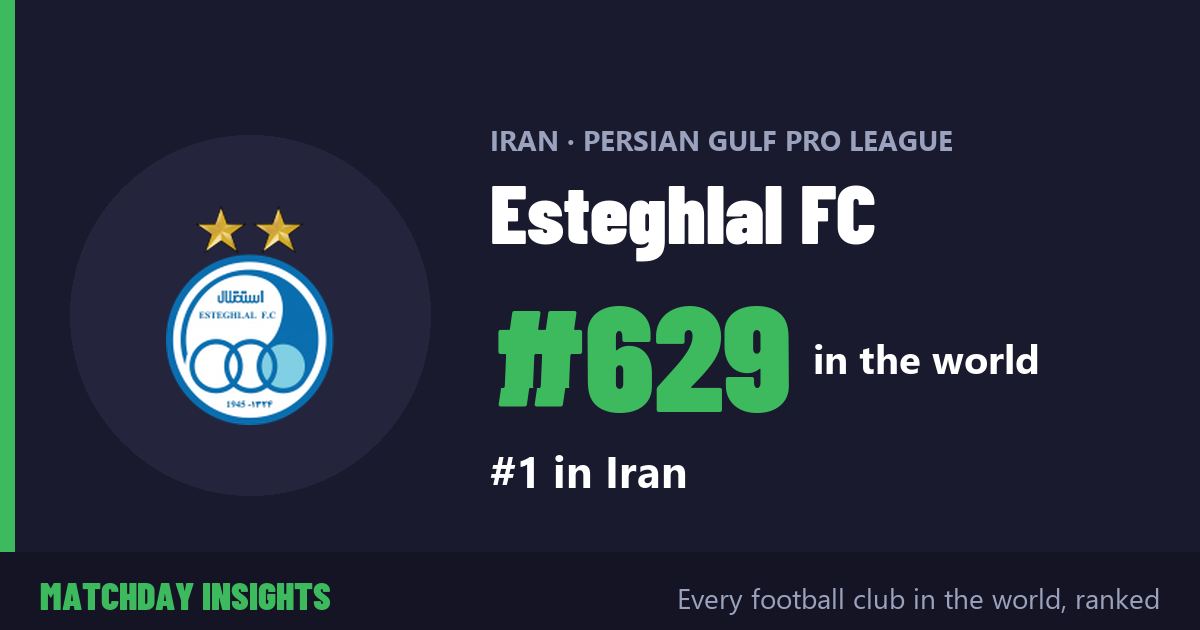 IRAN · PERSIAN GULF PRO LEAGUE
Esteghlal FC
#629 in the world
#1 in Iran
استقلال
ESTEGHLAL F.C
1945 -۱۳۲۴
MATCHDAY INSIGHTS
Every football club in the world, ranked